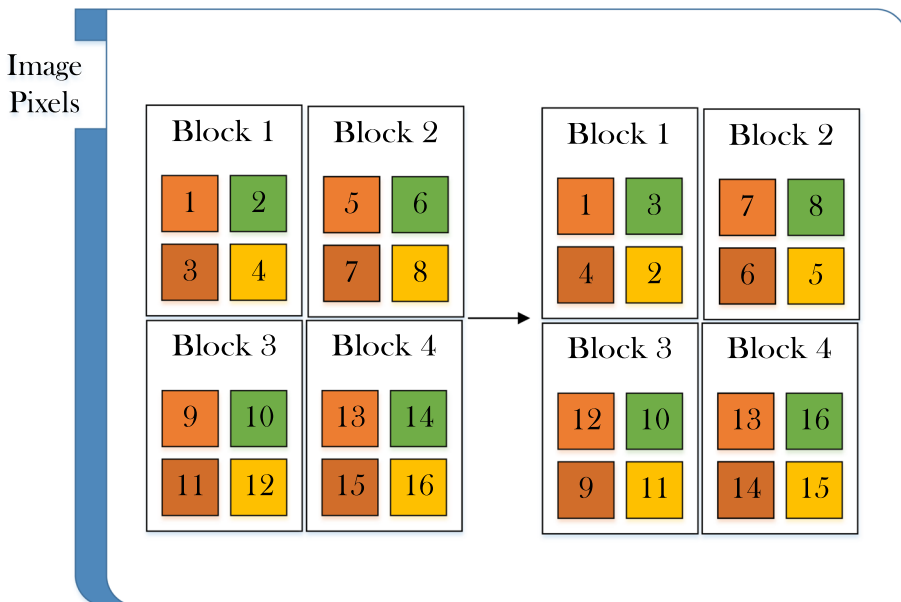 Image
Pixels
Block 1
1 2
3 4
Block 2
5 6
7 8
Block 3
9 10
11 12
Block 4
13 14
15 16
Block 1
1 3
4 2
Block 2
7 8
6 5
Block 3
12 10
9 11
Block 4
13 16
14 15